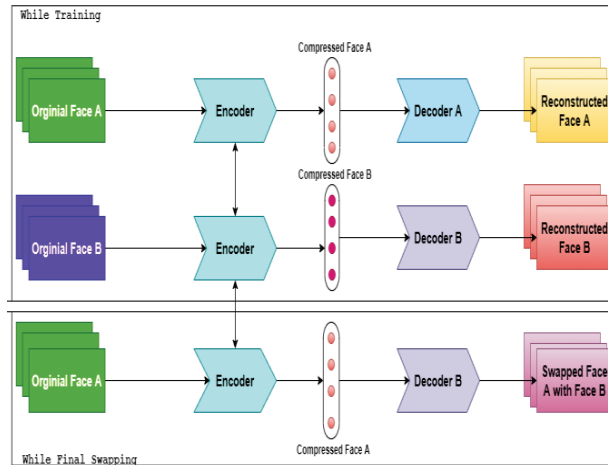 While Training
Compressed Face A
Orginial Face A
Encoder
Decoder A
Reconstructed
Face A
Compressed Face B
Orginial Face B
Encoder
Decoder B
Reconstructed
Face B
Orginial Face A
Encoder
Decoder B
Swapped Face
A with Face B
Compressed Face A
While Final Swapping